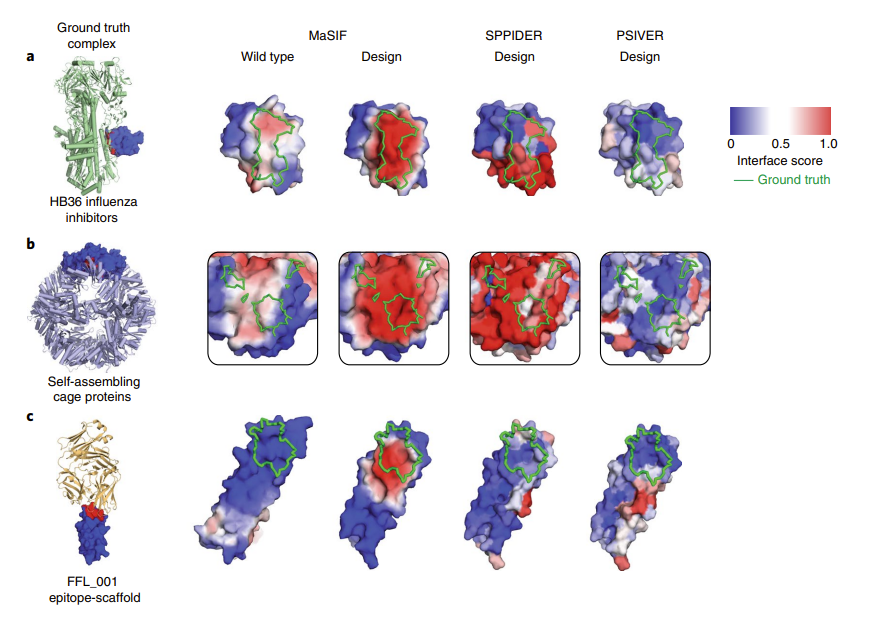 Ground truth
complex
MaSIF
SPPIDER
PSIVER
a
Wild type
Design
Design
Design
0
0.5
1.0
Interface score
Ground truth
HB36 influenza
inhibitors
b
Self-assembling
cage proteins
c
FFL_001
epitope-scaffold